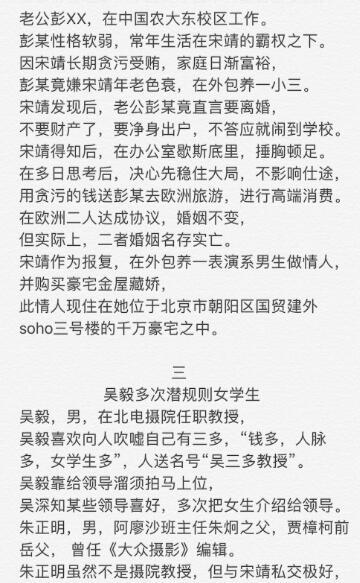 老公彭XX，在中国农大东校区工作。
彭某性格软弱，常年生活在宋靖的霸权之下。
因宋靖长期贪污受贿，家庭日渐富裕，
彭某竟嫌宋靖年老色衰，在外包养一小三。
宋靖发现后，老公彭某竟直言要离婚，
不要财产了，要净身出户，不答应就闹到学校。
宋靖得知后，在办公室歇斯底里，捶胸顿足。
在多日思考后，决心先稳住大局，不影响仕途，
用贪污的钱送彭某去欧洲旅游，进行高端消费。
在欧洲二人达成协议，婚姻不变，
但实际上，二者婚姻名存实亡。
宋靖作为报复，在外包养一表演系男生做情人，
并购买豪宅金屋藏娇，
此情人现住在她位于北京市朝阳区国贸建外
soho三号楼的千万豪宅之中。
三
吴毅多次潜规则女学生
吴毅，男，在北电摄院任职教授，
吴毅喜欢向人吹嘘自己有三多，“钱多，人脉
多，女学生多”，人送名号“吴三多教授”。
吴毅靠给领导溜须拍马上位，
吴深知某些领导喜好，多次把女生介绍给领导。
朱正明，男，阿廖沙班主任朱炯之父，贾樟柯前
岳父， 曾任《大众摄影》编辑。
朱正明虽然不是摄院教授，但与宋靖私交极好，